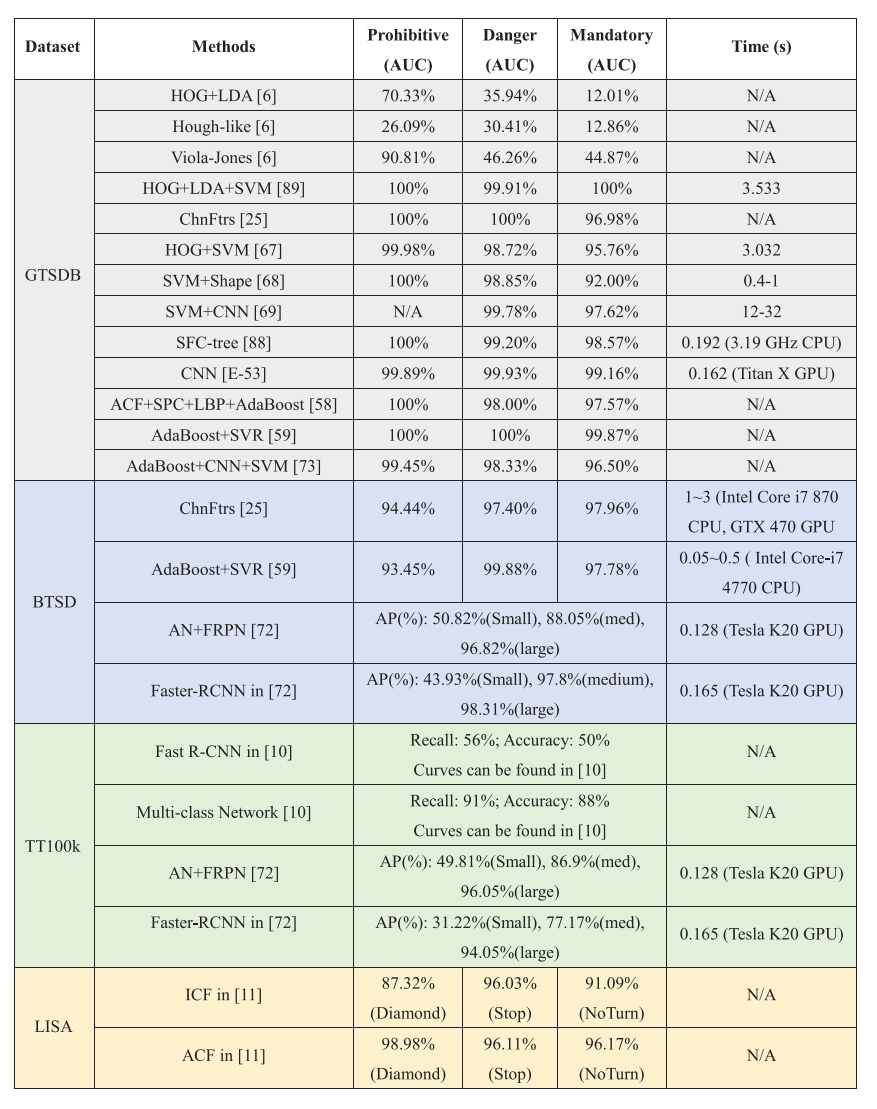 Dataset Methods Prohibitive (AUC) Danger (AUC) Mandatory (AUC) Time (s)
GTSDB
HOG+LDA [6] 70.33% 35.94% 12.01% N/A
Hough-like [6] 26.09% 30.41% 12.86% N/A
Viola-Jones [6] 90.81% 46.26% 44.87% N/A
HOG+LDA+SVM [89] 100% 99.91% 100% 3.533
ChnFtrs [25] 100% 100% 96.98% N/A
HOG+SVM [67] 99.98% 98.72% 95.76% 3.032
SVM+Shape [68] 100% 98.85% 92.00% 0.4-1
SVM+CNN [69] N/A 99.78% 97.62% 12-32
SFC-tree [88] 100% 99.20% 98.57% 0.192 (3.19 GHz CPU)
CNN [E-53] 99.89% 99.93% 99.16% 0.162 (Titan X GPU)
ACF+SPC+LBP+AdaBoost [58] 100% 98.00% 97.57% N/A
AdaBoost+SVR [59] 100% 100% 99.87% N/A
AdaBoost+CNN+SVM [73] 99.45% 98.33% 96.50% N/A
BTSD
ChnFtrs [25] 94.44% 97.40% 97.96% 1~3 (Intel Core i7 870
CPU, GTX 470 GPU
AdaBoost+SVR [59] 93.45% 99.88% 97.78% 0.05~0.5 ( Intel Core-i7
4770 CPU)
AN+FRPN [72] AP(%): 50.82%(Small), 88.05%(med),
96.82%(large) 0.128 (Tesla K20 GPU)
Faster-RCNN in [72] AP(%): 43.93%(Small), 97.8%(medium),
98.31%(large) 0.165 (Tesla K20 GPU)
TT100k
Fast R-CNN in [10] Recall: 56%; Accuracy: 50%
Curves can be found in [10] N/A
Multi-class Network [10] Recall: 91%; Accuracy: 88%
Curves can be found in [10] N/A
AN+FRPN [72] AP(%): 49.81%(Small), 86.9%(med),
96.05%(large) 0.128 (Tesla K20 GPU)
Faster-RCNN in [72] AP(%): 31.22%(Small), 77.17%(med),
94.05%(large) 0.165 (Tesla K20 GPU)
LISA
ICF in [11] 87.32% 96.03% 91.09% N/A
(Diamond) (Stop) (NoTurn)
ACF in [11] 98.98% 96.11% 96.17% N/A
(Diamond) (Stop) (NoTurn)